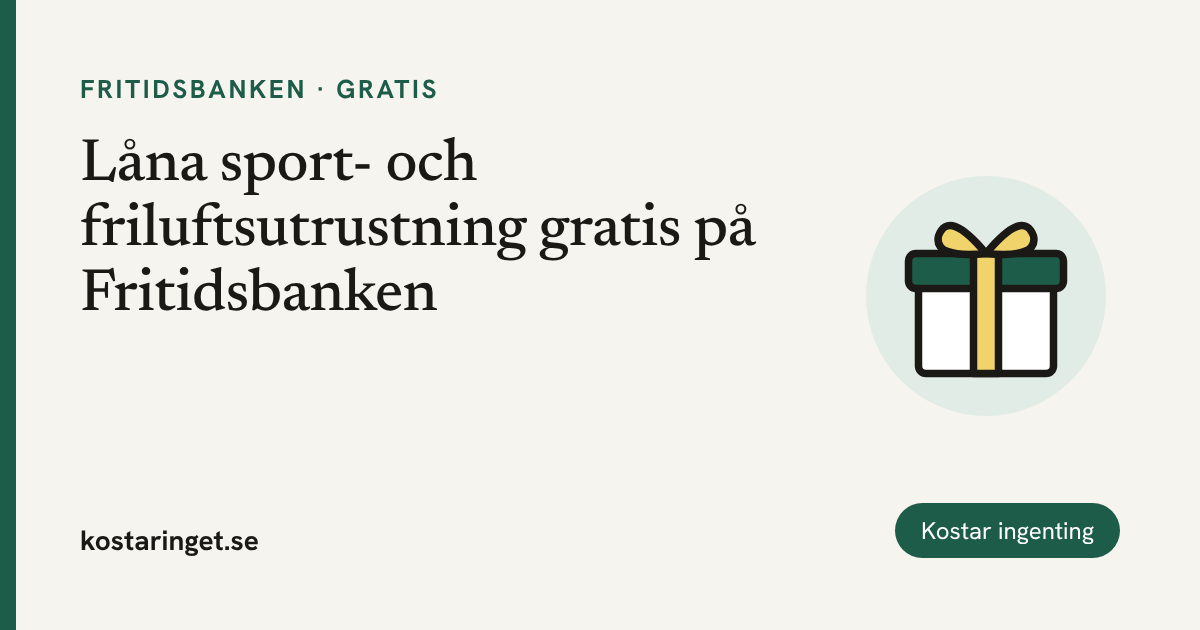 FRITIDSBANKEN · GRATIS
Låna sport- och
friluftsutrustning gratis på
Fritidsbanken
kostaringet.se
Kostar ingenting